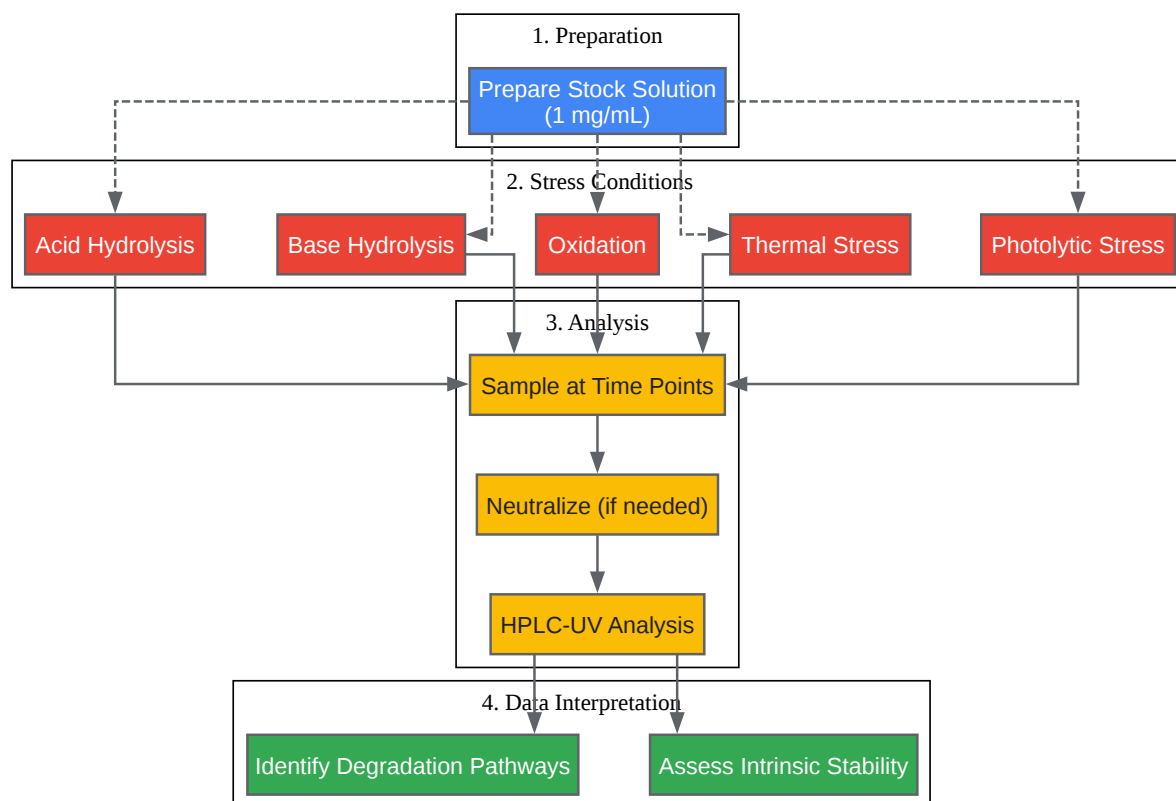 1. Preparation
Prepare Stock Solution
(1 mg/mL)
2. Stress Conditions
Acid Hydrolysis
Base Hydrolysis
Oxidation
Thermal Stress
Photolytic Stress
3. Analysis
Sample at Time Points
Neutralize (if needed)
HPLC-UV Analysis
4. Data Interpretation
Identify Degradation Pathways
Assess Intrinsic Stability